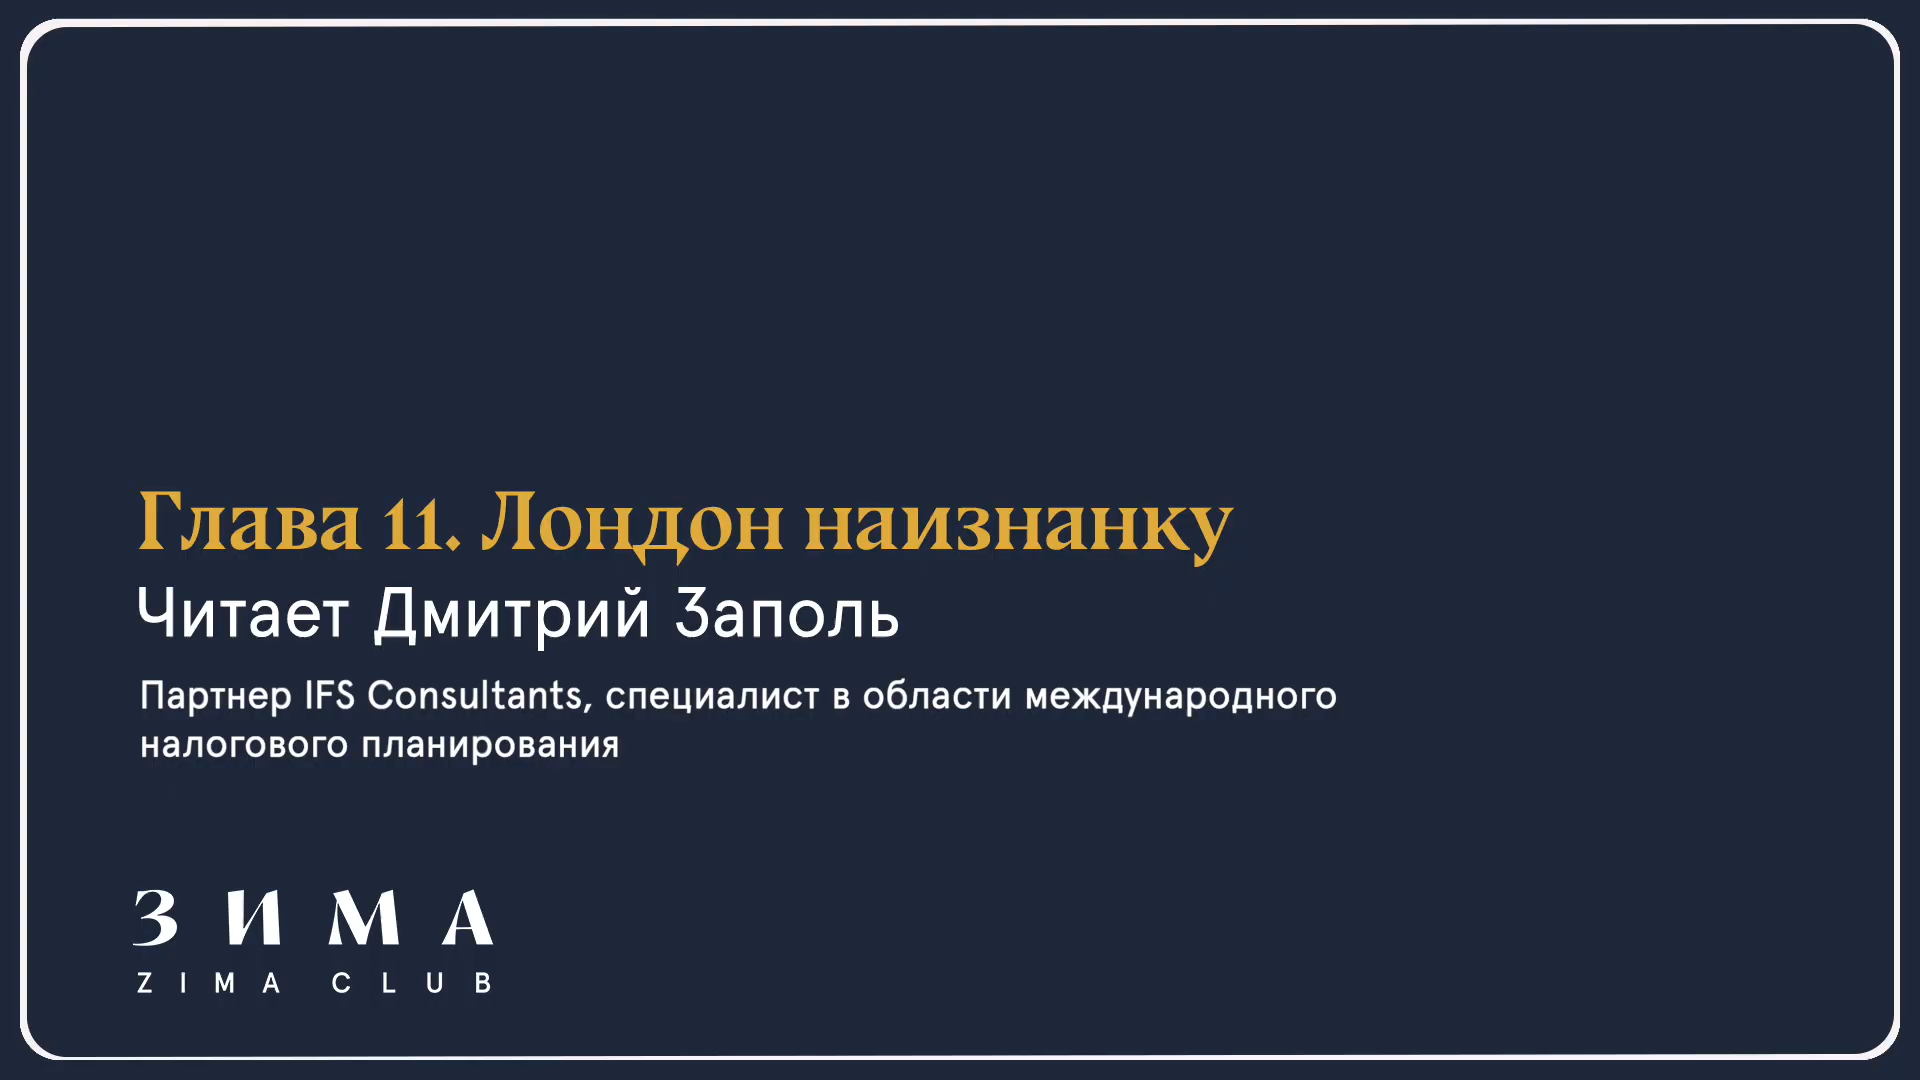 Глава 11. Лондон наизнанку
Читает Дмитрий Заполь
Партнер IFS Consultants, специалист в области международного
налогового планирования
ЗИМА
ZIMA CLUB